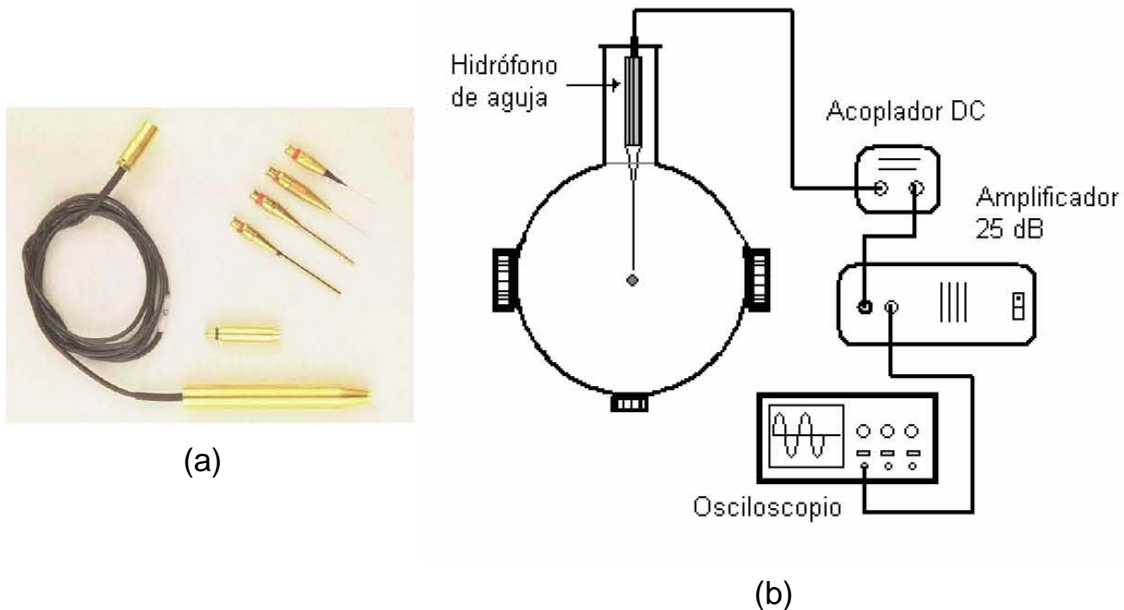 Hidrófono
de aguja
Acoplador DC
Amplificador
25 dB
Osciloscopio
(a)
(b)